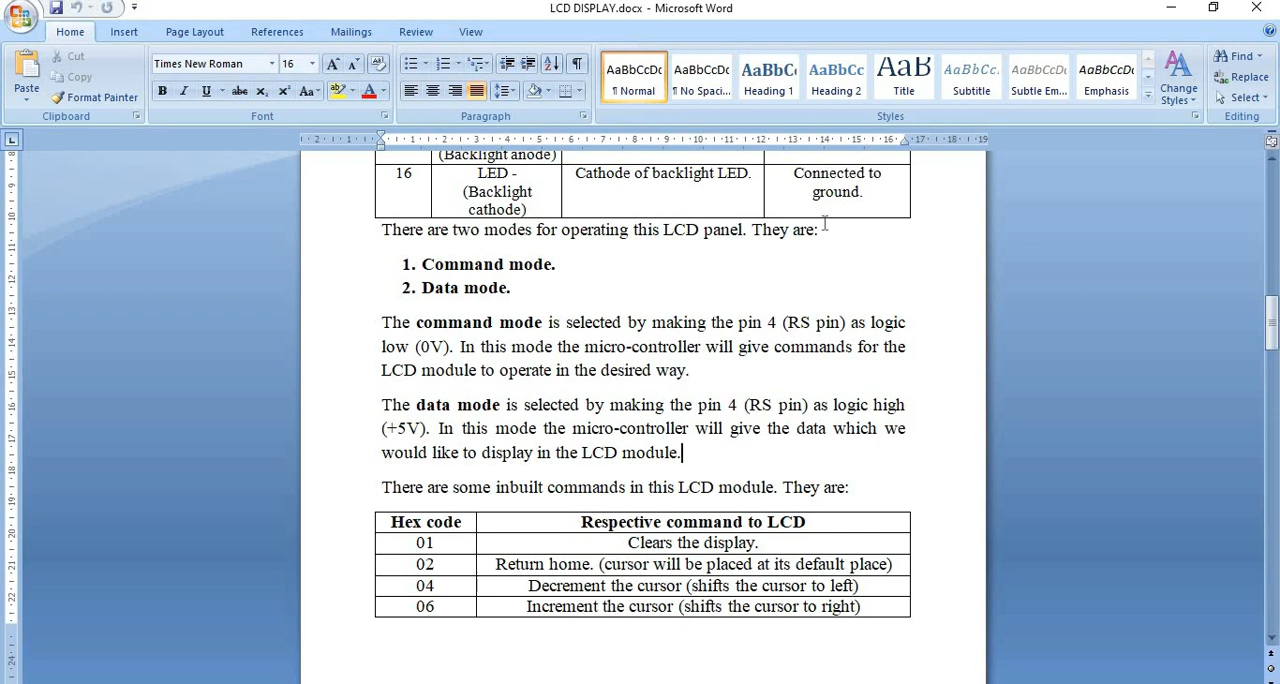 LCD DISPLAY.docx - Microsoft Word
Home Insert Page Layout References Mailings Review View
Paste
Cut
Copy
Format Painter
Clipboard
Times New Roman 16
Font
Paragraph
AaBbCcDc AaBbCcDc AaBbC AaBbCc AaB AaBbCc. AaBbCcDc AaBbCcDc
¶ Normal ¶ No Spaci... Heading 1 Heading 2 Title Subtitle Subtle Em... Emphasis
Change Styles
Styles
Find
Replace
Select
Editing
(Backlight anode)
16 LED - Cathode of backlight LED. Connected to
(Backlight ground.
cathode)
There are two modes for operating this LCD panel. They are:
1. Command mode.
2. Data mode.
The command mode is selected by making the pin 4 (RS pin) as logic
low (0V). In this mode the micro-controller will give commands for the
LCD module to operate in the desired way.
The data mode is selected by making the pin 4 (RS pin) as logic high
(+5V). In this mode the micro-controller will give the data which we
would like to display in the LCD module.
There are some inbuilt commands in this LCD module. They are:
Hex code Respective command to LCD
01 Clears the display.
02 Return home. (cursor will be placed at its default place)
04 Decrement the cursor (shifts the cursor to left)
06 Increment the cursor (shifts the cursor to right)